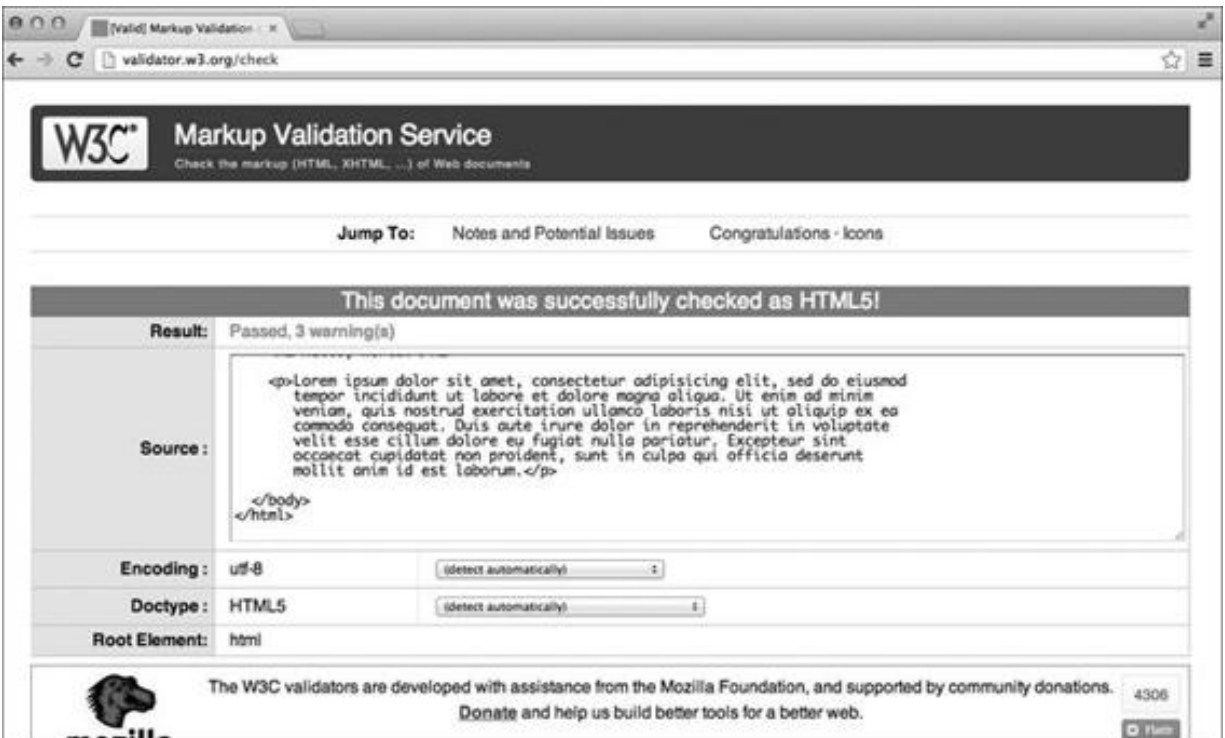 [Valid] Markup Validation
validator.w3.org/check
W3C®
Markup Validation Service
Check the markup (HTML, XHTML, ...) of Web documents
Jump To: Notes and Potential Issues Congratulations · Icons
This document was successfully checked as HTML5!
Result: Passed, 3 warning(s)
Source :
<p>Lorem ipsum dolor sit amet, consectetur adipisicing elit, sed do eiusmod
tempor incididunt ut labore et dolore magna aliqua. Ut enim ad minim
veniam, quis nostrud exercitation ullamco laboris nisi ut aliquip ex ea
commodo consequat. Duis aute irure dolor in reprehenderit in voluptate
velit esse cillum dolore eu fugiat nulla pariatur. Excepteur sint
occaecat cupidatat non proident, sunt in culpa qui officia deserunt
mollit anim id est laborum.</p>
</body>
</html>
Encoding : utf-8 (detect automatically)
Doctype : HTML5 (detect automatically)
Root Element: html
The W3C validators are developed with assistance from the Mozilla Foundation, and supported by community donations.
Donate and help us build better tools for a better web.
4306
mozilla
Flattr